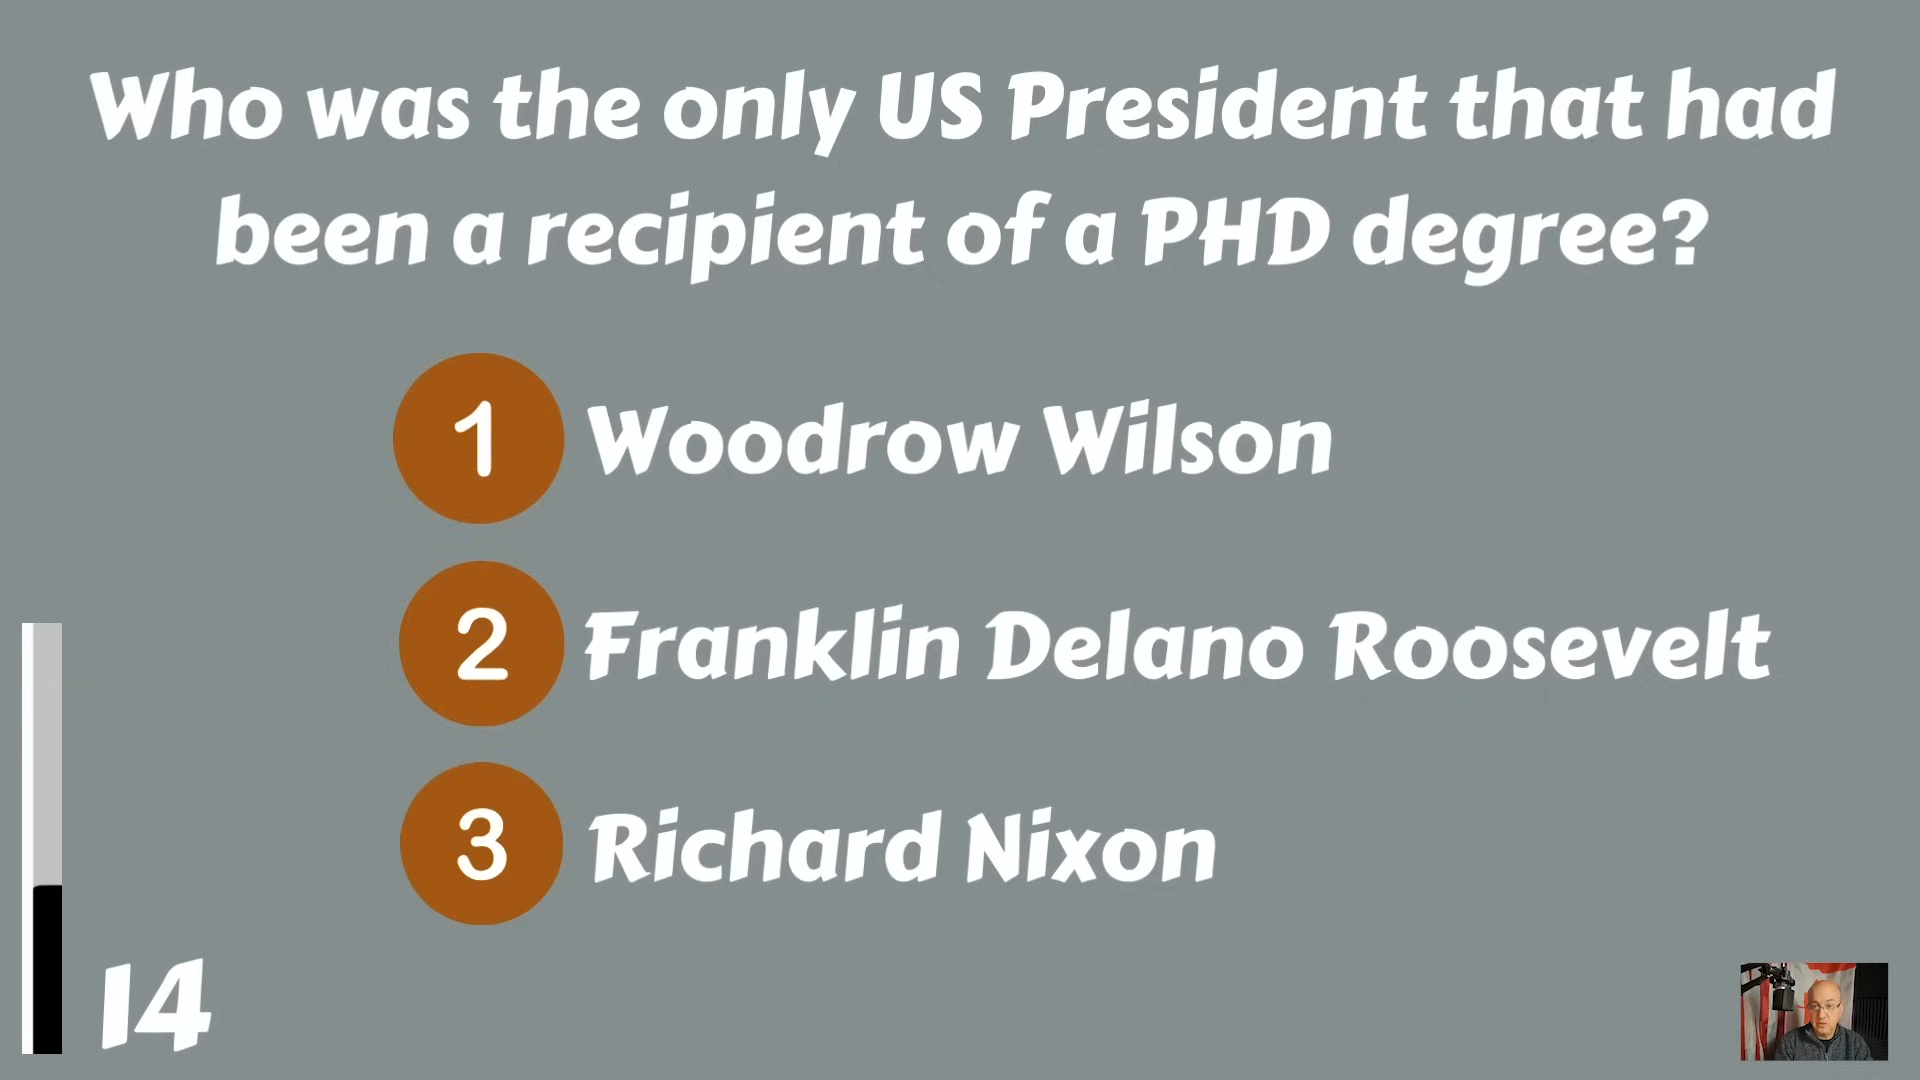 Who was the only US President that had
been a recipient of a PHD degree?
1 Woodrow Wilson
2 Franklin Delano Roosevelt
3 Richard Nixon
14